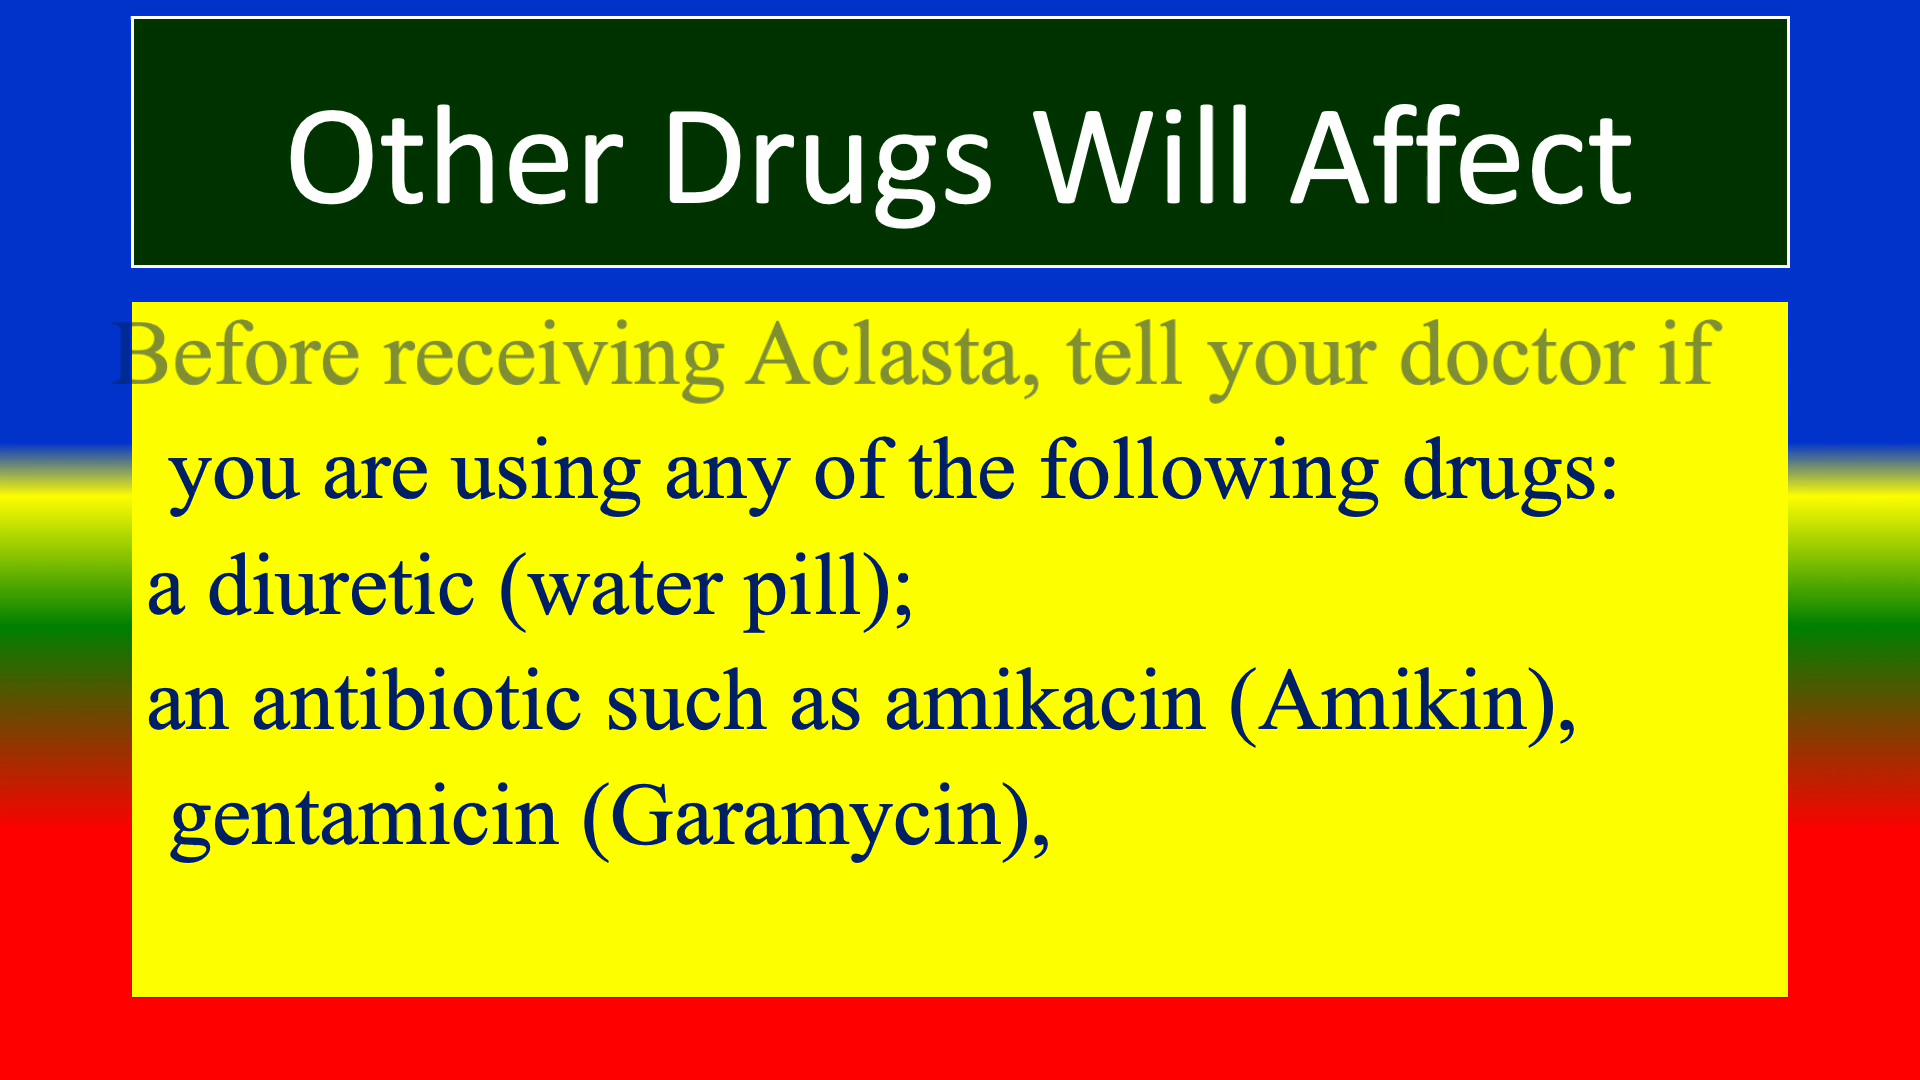 Other Drugs Will Affect
Before receiving Aclasta, tell your doctor if
you are using any of the following drugs:
a diuretic (water pill);
an antibiotic such as amikacin (Amikin),
gentamicin (Garamycin),